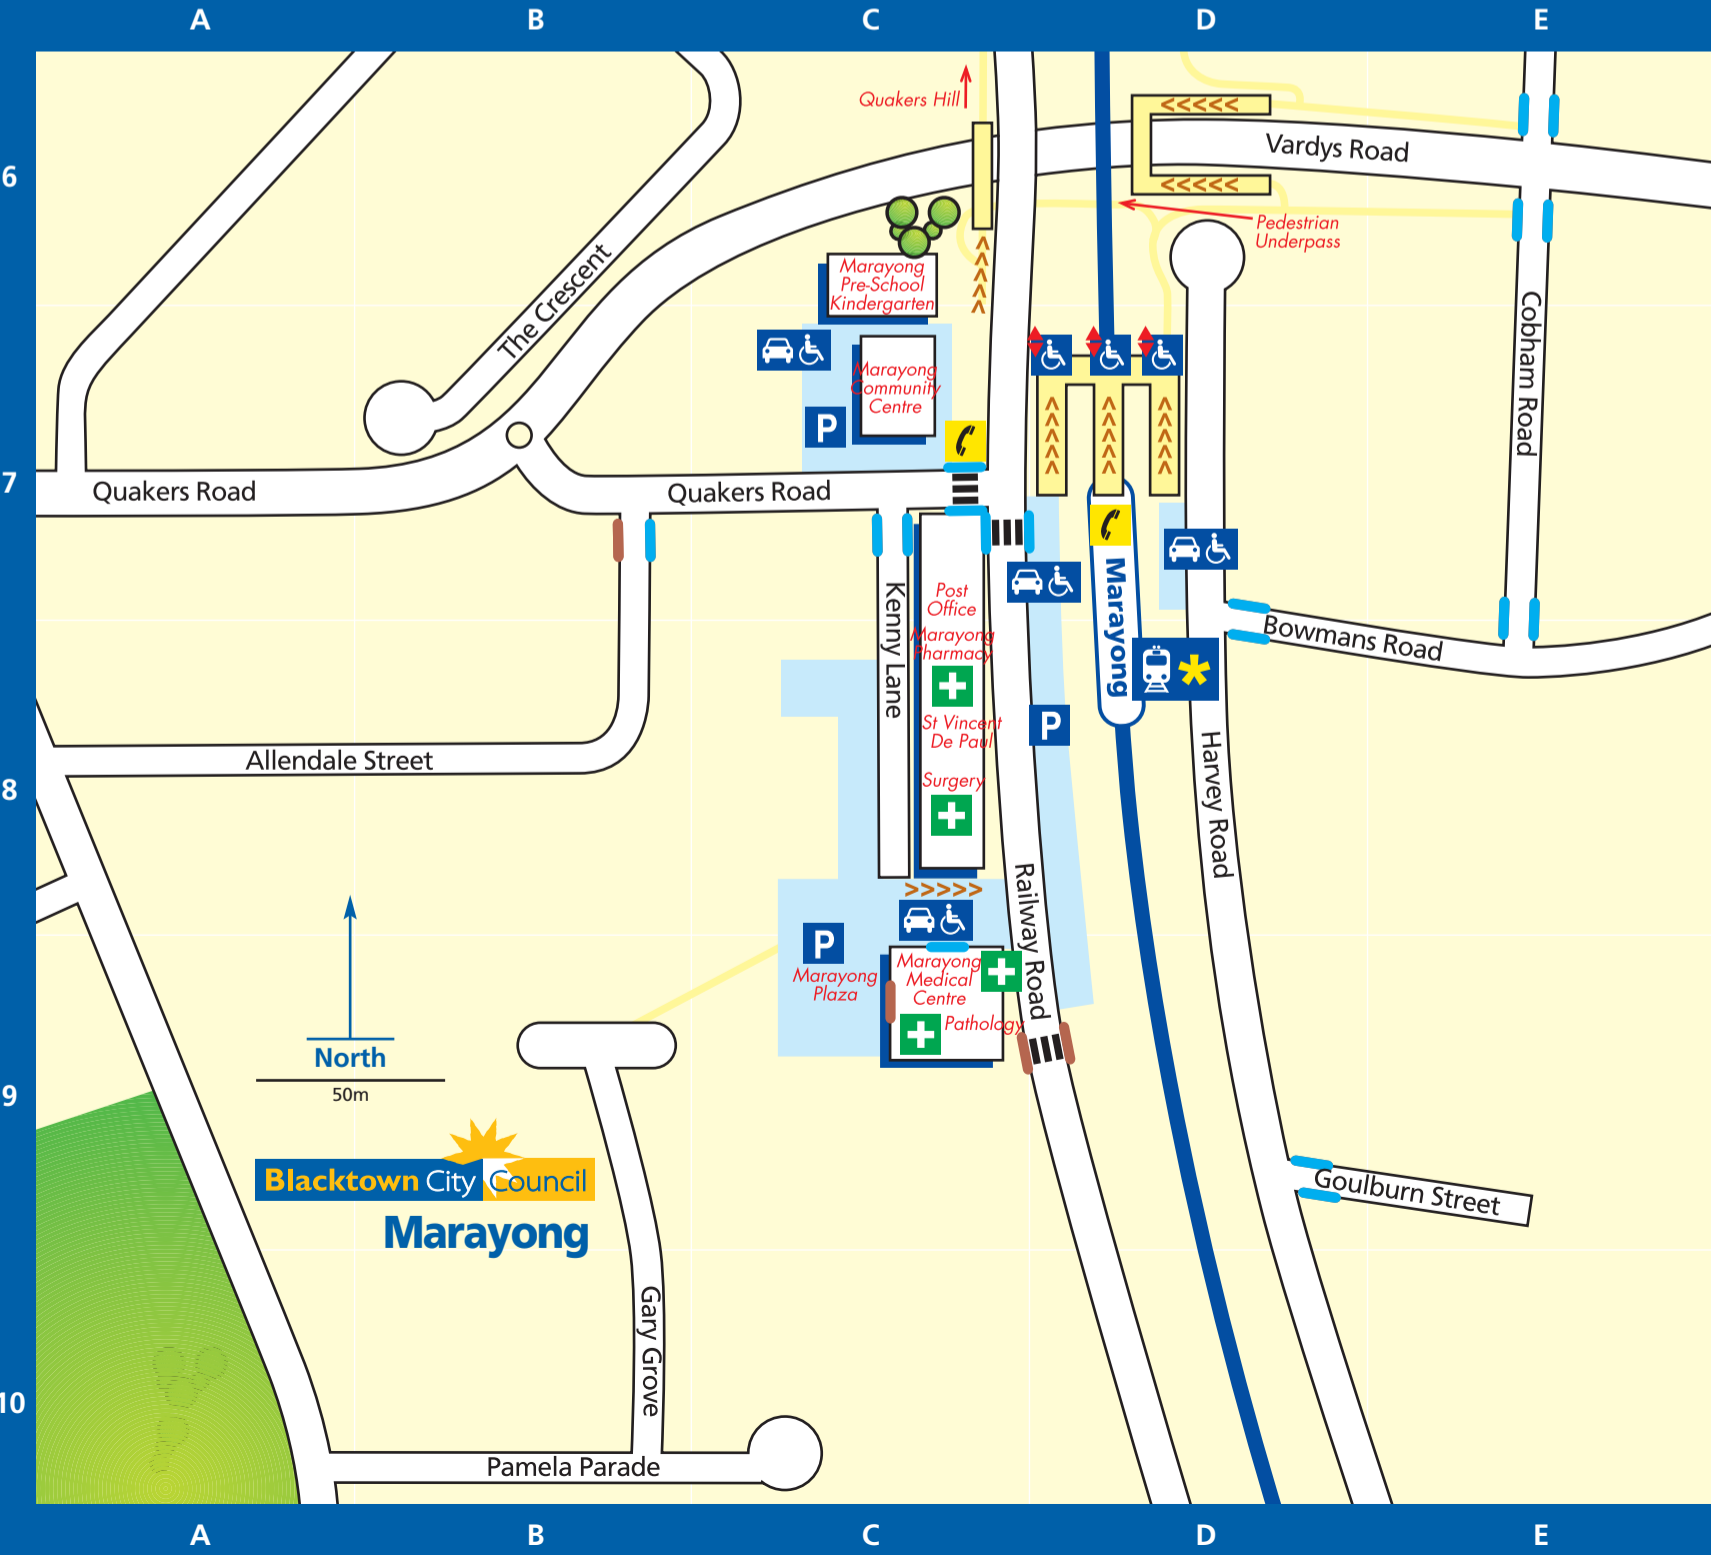 A B C D E
6
7
8
9
10
Quakers Hill
Vardys Road
Pedestrian
Underpass
The Crescent
Marayong
Pre-School
Kindergarten
Marayong
Community
Centre
P
Cobham Road
Quakers Road
Quakers Road
Kenny Lane
Post
Office
Marayong
Pharmacy
St Vincent
De Paul
Surgery
Marayong
P
*
Bowmans Road
Harvey Road
Allendale Street
Railway Road
P
Marayong
Plaza
Marayong
Medical
Centre
Pathology
North
50m
Blacktown City Council
Marayong
Goulburn Street
Gary Grove
Pamela Parade
A B C D E